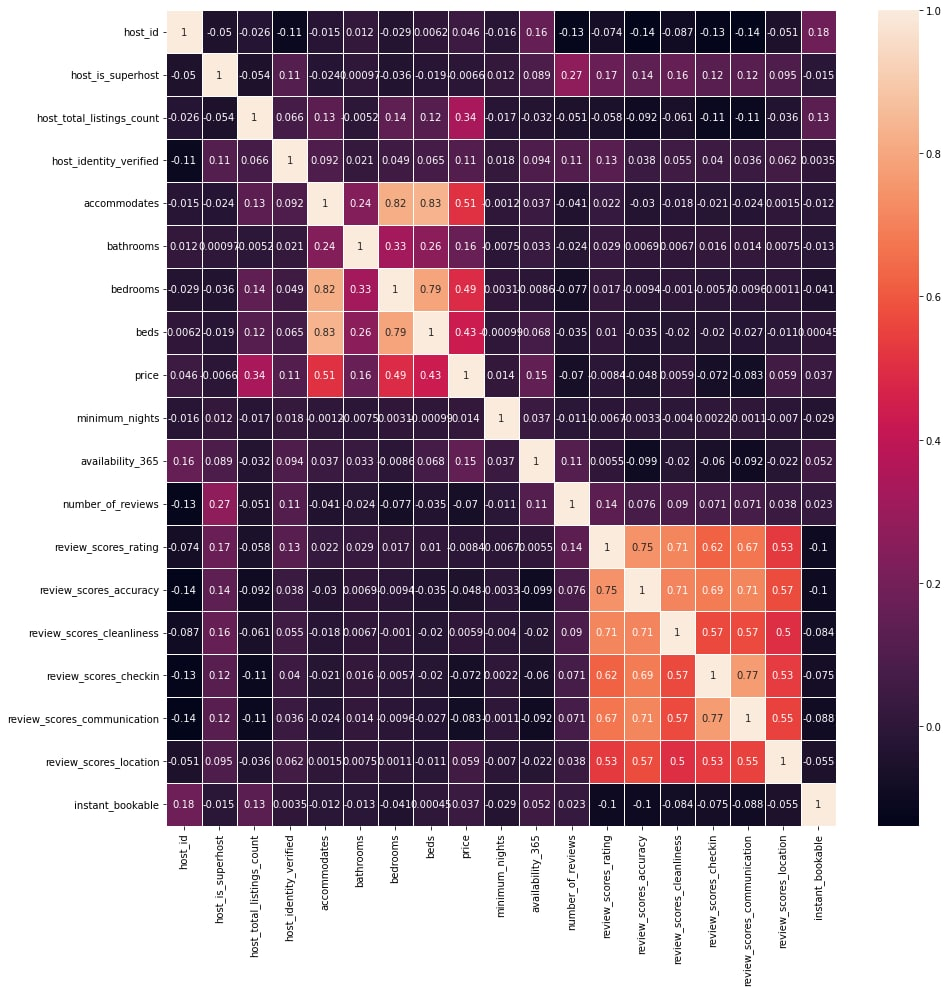 host_id 1 -0.05 -0.026 -0.11 -0.015 0.012 -0.029 0.0062 0.046 -0.016 0.16 -0.13 -0.074 -0.14 -0.087 -0.13 -0.14 -0.051 0.18
host_is_superhost -0.05 1 -0.054 0.11 -0.024 0.00097 -0.036 -0.019 -0.0066 0.012 0.089 0.27 0.17 0.14 0.16 0.12 0.12 0.095 -0.015
host_total_listings_count -0.026 -0.054 1 0.066 0.13 -0.0052 0.14 0.12 0.34 -0.017 -0.032 -0.051 -0.058 -0.092 -0.061 -0.11 -0.11 -0.036 0.13
host_identity_verified -0.11 0.11 0.066 1 0.092 0.021 0.049 0.065 0.11 0.018 0.094 0.11 0.13 0.038 0.055 0.04 0.036 0.062 0.0035
accommodates -0.015 -0.024 0.13 0.092 1 0.24 0.82 0.83 0.51 -0.0012 0.037 -0.041 0.022 -0.03 -0.018 -0.021 -0.024 0.0015 -0.012
bathrooms 0.012 0.00097 -0.0052 0.021 0.24 1 0.33 0.26 0.16 -0.0075 0.033 -0.024 0.029 0.0069 0.0067 0.016 0.014 0.0075 -0.013
bedrooms -0.029 -0.036 0.14 0.049 0.82 0.33 1 0.79 0.49 0.0031 -0.0086 -0.077 0.017 -0.0094 -0.001 -0.0057 -0.0096 0.0011 -0.041
beds 0.0062 -0.019 0.12 0.065 0.83 0.26 0.79 1 0.43 -0.00099 0.068 -0.035 0.01 -0.035 -0.02 -0.02 -0.027 -0.011 0.00045
price 0.046 -0.0066 0.34 0.11 0.51 0.16 0.49 0.43 1 0.014 0.15 -0.07 -0.0084 -0.048 0.0059 -0.072 -0.083 0.059 0.037
minimum_nights -0.016 0.012 -0.017 0.018 -0.0012 -0.0075 0.0031 -0.00099 0.014 1 0.037 -0.011 -0.0067 -0.0033 -0.004 0.0022 -0.0011 -0.007 -0.029
availability_365 0.16 0.089 -0.032 0.094 0.037 0.033 -0.0086 0.068 0.15 0.037 1 0.11 0.0055 -0.099 -0.02 -0.06 -0.092 -0.022 0.052
number_of_reviews -0.13 0.27 -0.051 0.11 -0.041 -0.024 -0.077 -0.035 -0.07 -0.011 0.11 1 0.14 0.076 0.09 0.071 0.071 0.038 0.023
review_scores_rating -0.074 0.17 -0.058 0.13 0.022 0.029 0.017 0.01 -0.0084 -0.0067 0.0055 0.14 1 0.75 0.71 0.62 0.67 0.53 -0.1
review_scores_accuracy -0.14 0.14 -0.092 0.038 -0.03 0.0069 -0.0094 -0.035 -0.048 -0.0033 -0.099 0.076 0.75 1 0.71 0.69 0.71 0.57 -0.1
review_scores_cleanliness -0.087 0.16 -0.061 0.055 -0.018 0.0067 -0.001 -0.02 0.0059 -0.004 -0.02 0.09 0.71 0.71 1 0.57 0.57 0.5 -0.084
review_scores_checkin -0.13 0.12 -0.11 0.04 -0.021 0.016 -0.0057 -0.02 -0.072 0.0022 -0.06 0.071 0.62 0.69 0.57 1 0.77 0.53 -0.075
review_scores_communication -0.14 0.12 -0.11 0.036 -0.024 0.014 -0.0096 -0.027 -0.083 -0.0011 -0.092 0.071 0.67 0.71 0.57 0.77 1 0.55 -0.088
review_scores_location -0.051 0.095 -0.036 0.062 0.0015 0.0075 0.0011 -0.011 0.059 -0.007 -0.022 0.038 0.53 0.57 0.5 0.53 0.55 1 -0.055
instant_bookable 0.18 -0.015 0.13 0.0035 -0.012 -0.013 -0.041 0.00045 0.037 -0.029 0.052 0.023 -0.1 -0.1 -0.084 -0.075 -0.088 -0.055 1
host_id
host_is_superhost
host_total_listings_count
host_identity_verified
accommodates
bathrooms
bedrooms
beds
price
minimum_nights
availability_365
number_of_reviews
review_scores_rating
review_scores_accuracy
review_scores_cleanliness
review_scores_checkin
review_scores_communication
review_scores_location
instant_bookable
1.0
0.8
0.6
0.4
0.2
0.0